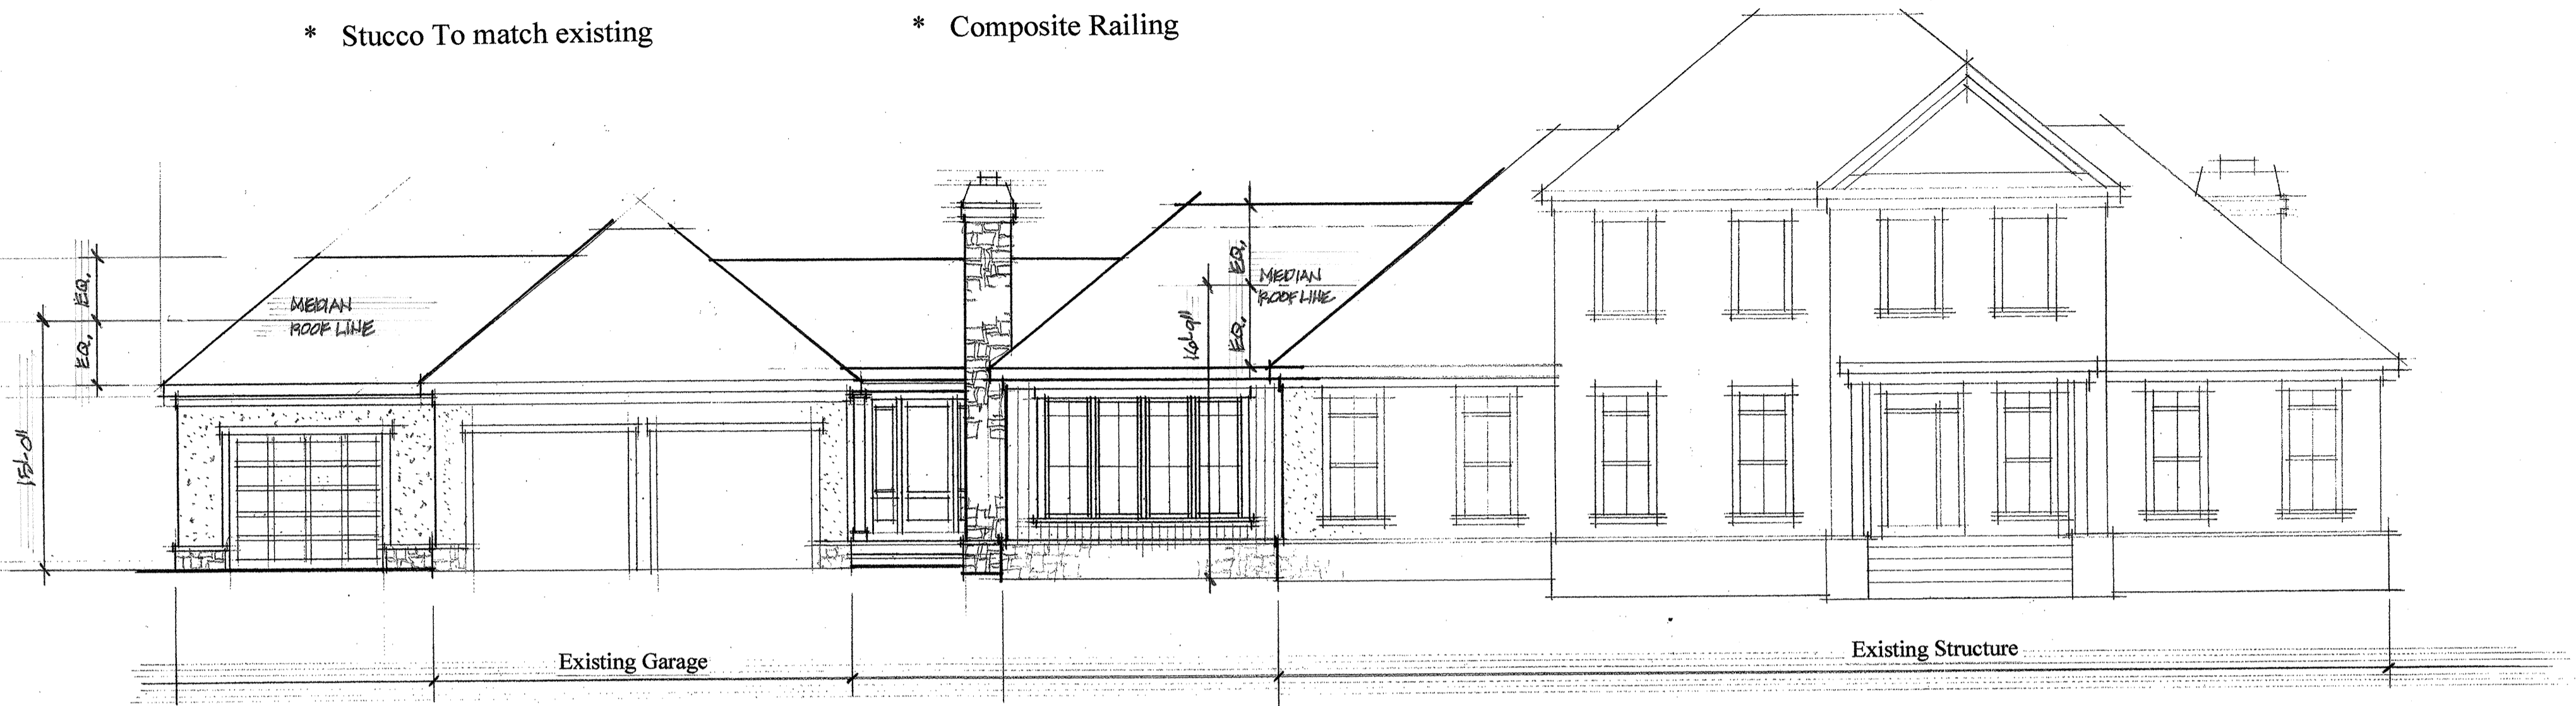 * Stucco To match existing
* Composite Railing
EQ. EQ.
MEDIAN
ROOF LINE
15'-0"
EQ. EQ.
MEDIAN
ROOF LINE
16'-9"
Existing Garage
Existing Structure